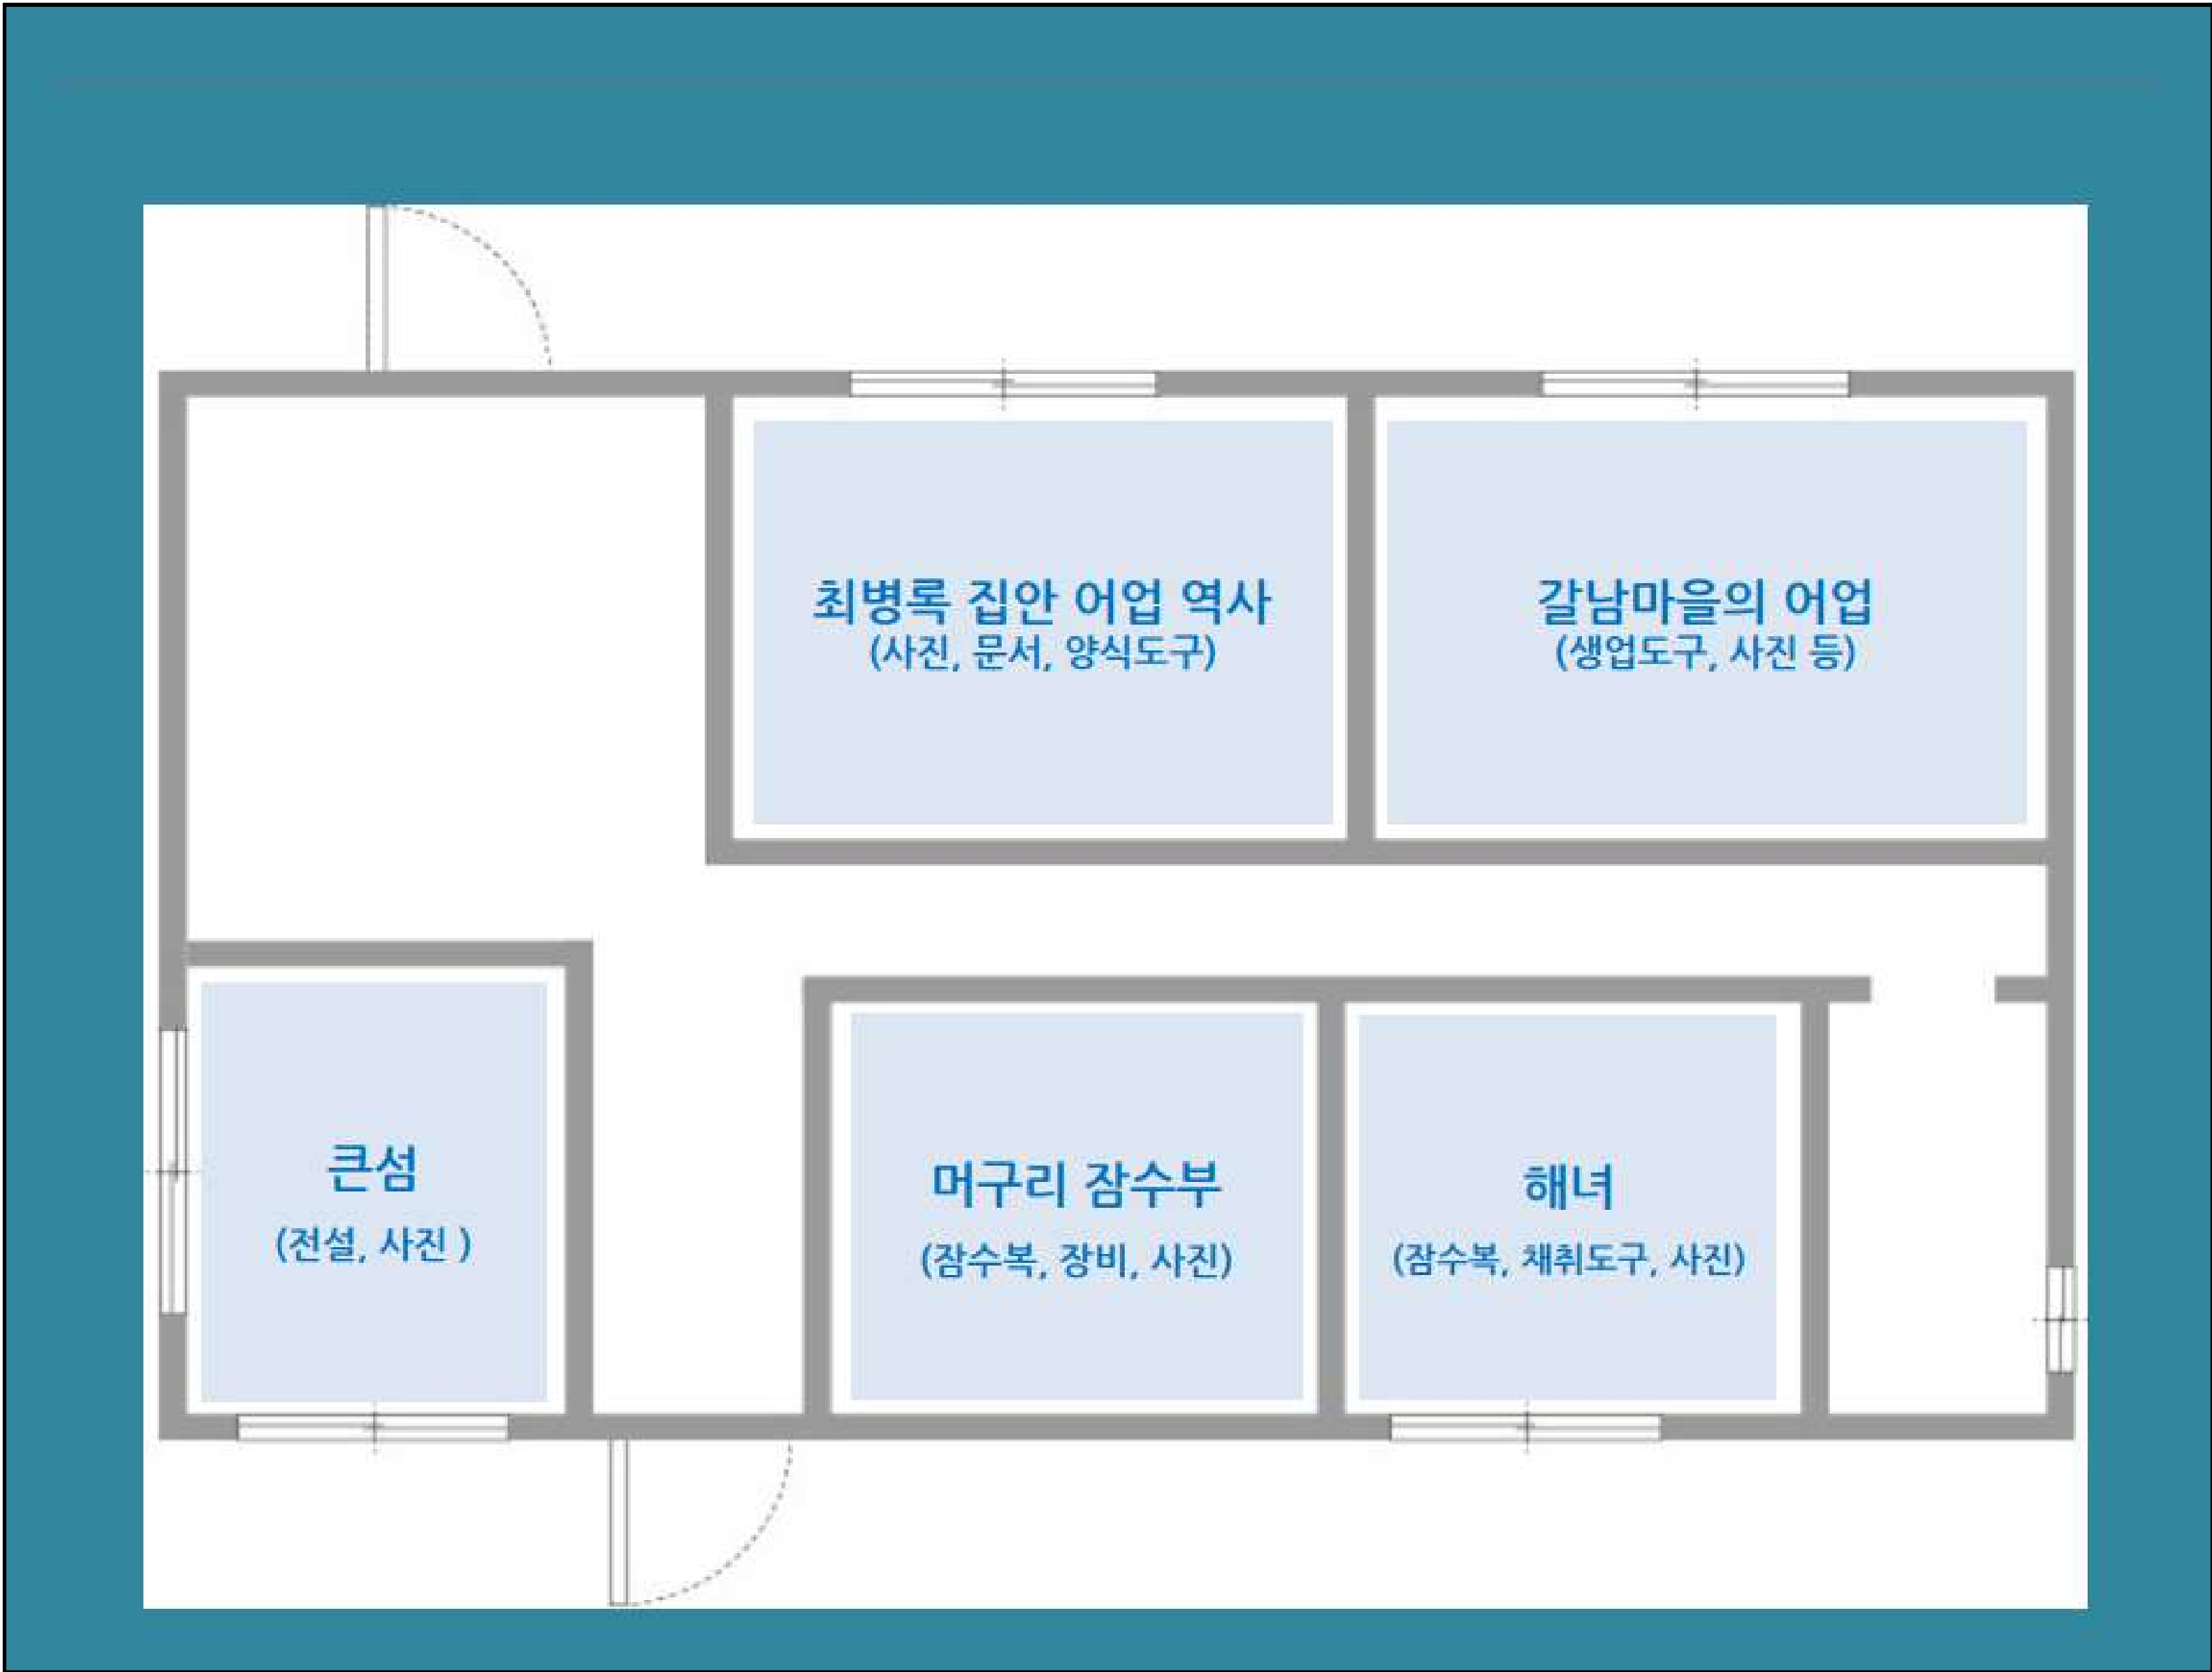 최병록 집안 어업 역사
(사진, 문서, 양식도구)
갈남마을의 어업
(생업도구, 사진 등)
큰섬
(전설, 사진 )
머구리 잠수부
(잠수복, 장비, 사진)
해녀
(잠수복, 채취도구, 사진)